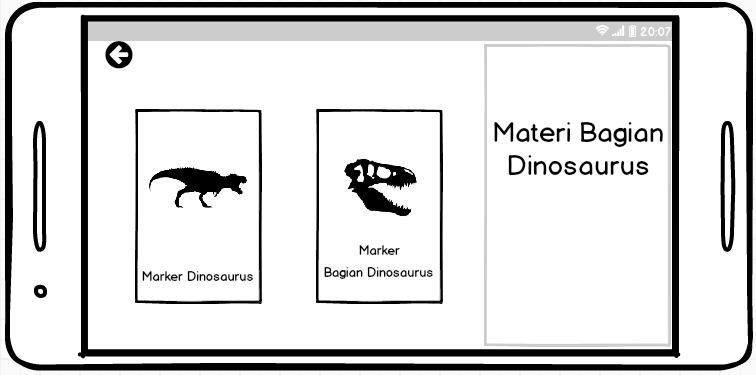 20:07
Materi Bagian
Dinosaurus
Marker Dinosaurus
Marker
Bagian Dinosaurus